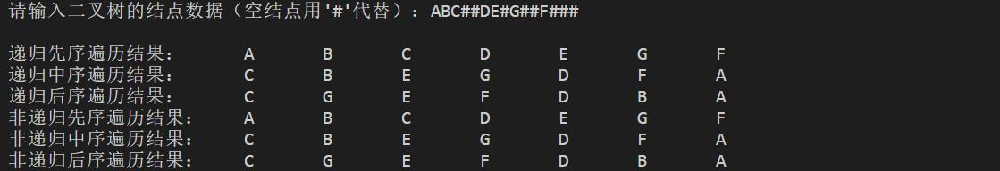 请输入二叉树的结点数据（空结点用'#'代替）：ABC##DE#G##F###
递归先序遍历结果： A B C D E G F
递归中序遍历结果： C B E G D F A
递归后序遍历结果： C G E F D B A
非递归先序遍历结果： A B C D E G F
非递归中序遍历结果： C B E G D F A
非递归后序遍历结果： C G E F D B A